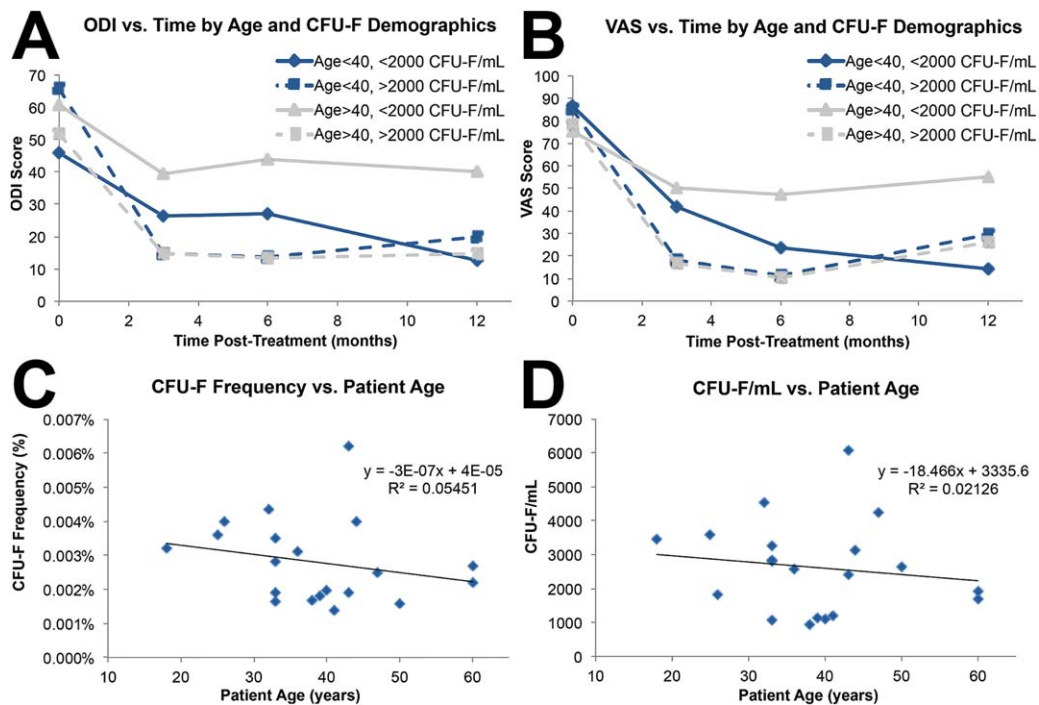 A
ODI vs. Time by Age and CFU-F Demographics
Age<40, <2000 CFU-F/mL
Age<40, >2000 CFU-F/mL
Age>40, <2000 CFU-F/mL
Age>40, >2000 CFU-F/mL
70
60
50
40
30
20
10
0
ODI Score
0 2 4 6 8 10 12
Time Post-Treatment (months)
B
VAS vs. Time by Age and CFU-F Demographics
Age<40, <2000 CFU-F/mL
Age<40, >2000 CFU-F/mL
Age>40, <2000 CFU-F/mL
Age>40, >2000 CFU-F/mL
100
90
80
70
60
50
40
30
20
10
0
VAS Score
0 2 4 6 8 10 12
Time Post-Treatment (months)
C
CFU-F Frequency vs. Patient Age
0.007%
0.006%
0.005%
0.004%
0.003%
0.002%
0.001%
0.000%
CFU-F Frequency (%)
y = -3E-07x + 4E-05
R² = 0.05451
10 20 30 40 50 60
Patient Age (years)
D
CFU-F/mL vs. Patient Age
7000
6000
5000
4000
3000
2000
1000
0
CFU-F/mL
y = -18.466x + 3335.6
R² = 0.02126
10 20 30 40 50 60
Patient Age (years)